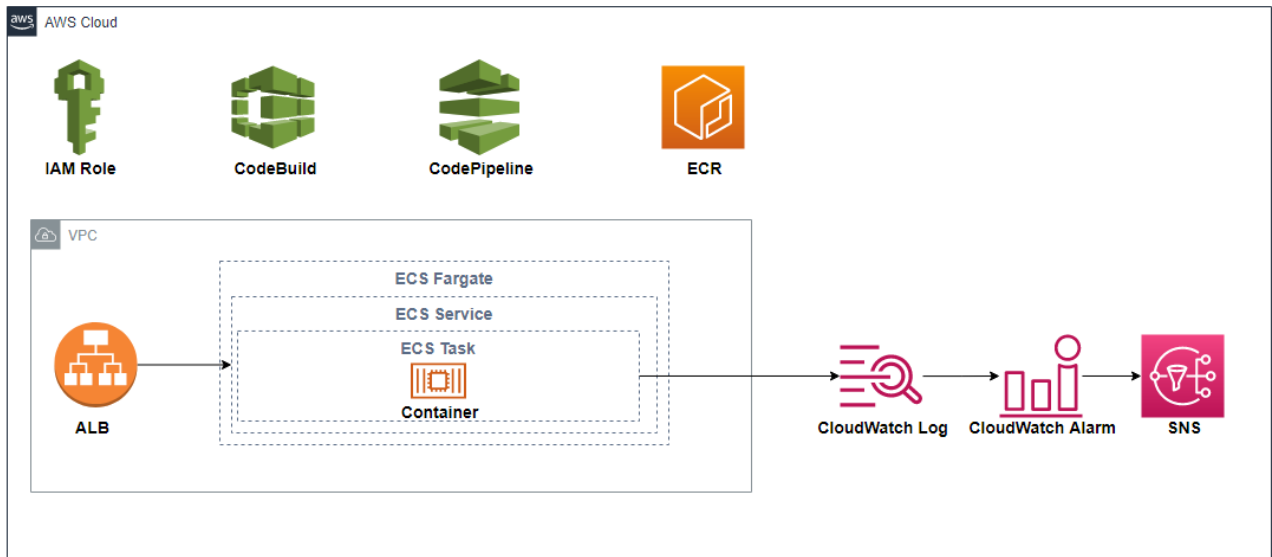 aws
AWS Cloud
IAM Role
CodeBuild
CodePipeline
ECR
VPC
ECS Fargate
ECS Service
ECS Task
Container
ALB
CloudWatch Log
CloudWatch Alarm
SNS